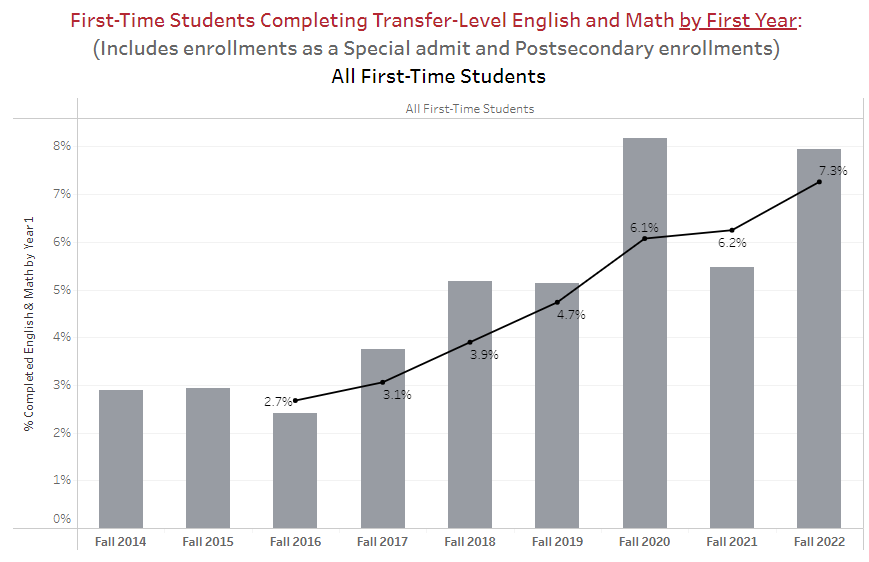 First-Time Students Completing Transfer-Level English and Math by First Year:
(Includes enrollments as a Special admit and Postsecondary enrollments)
All First-Time Students
All First-Time Students
% Completed English & Math by Year 1
8%
7%
6%
5%
4%
3%
2%
1%
0%
2.7%
3.1%
3.9%
4.7%
6.1%
6.2%
7.3%
Fall 2014
Fall 2015
Fall 2016
Fall 2017
Fall 2018
Fall 2019
Fall 2020
Fall 2021
Fall 2022